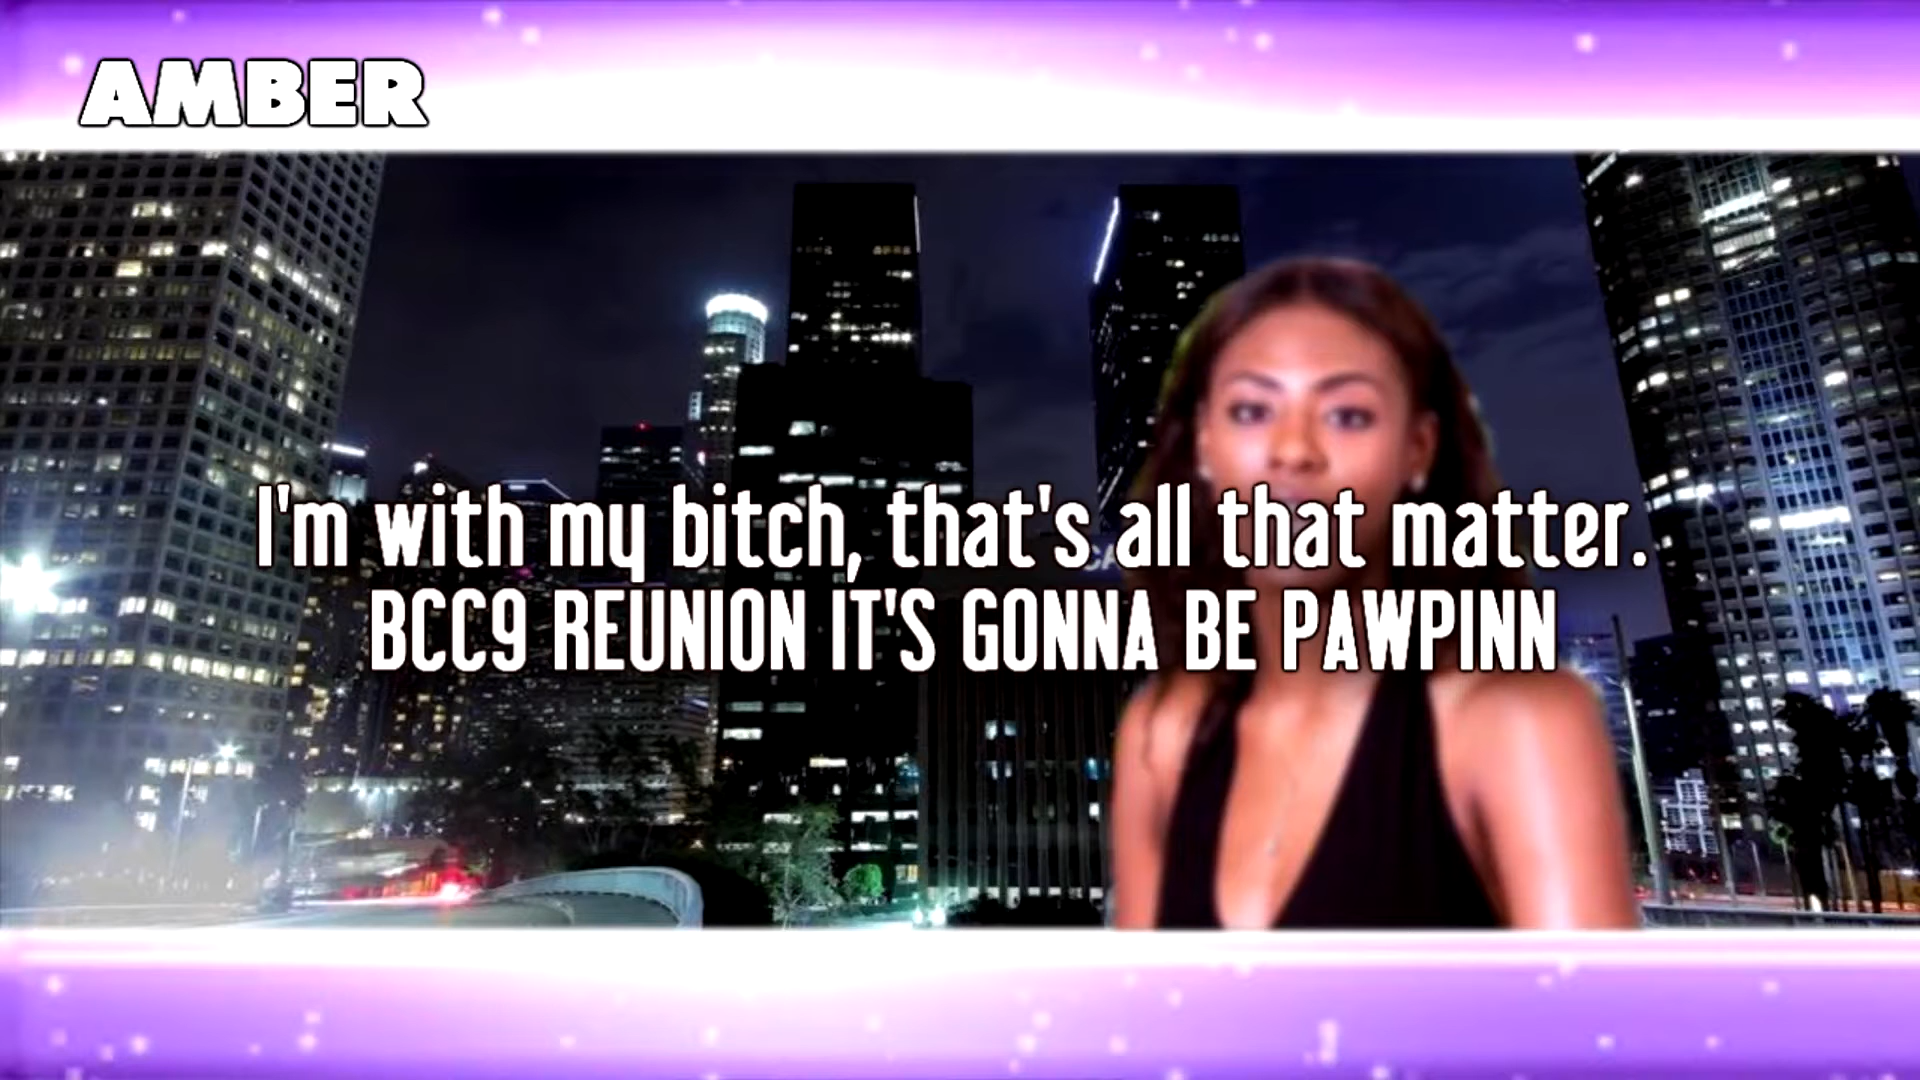 AMBER
I'm with my bitch, that's all that matter.
BCC9 REUNION IT'S GONNA BE PAWPINN